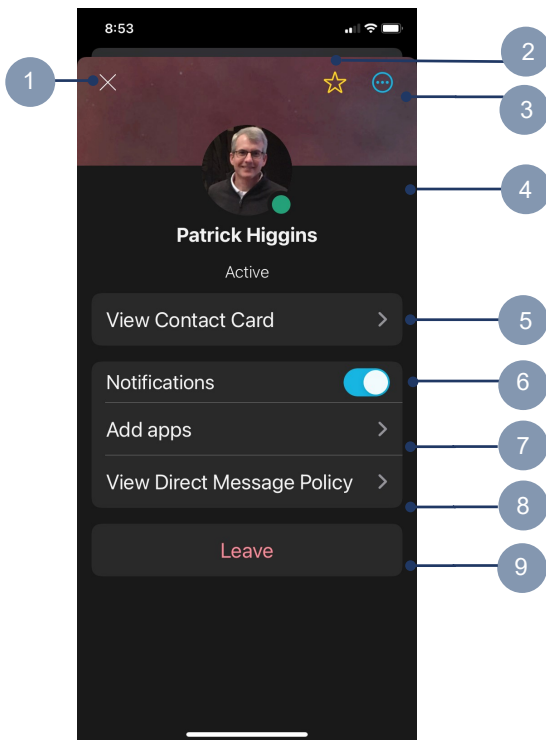 8:53
1
2
3
4
Patrick Higgins
Active
View Contact Card
5
Notifications
6
Add apps
7
View Direct Message Policy
8
Leave
9